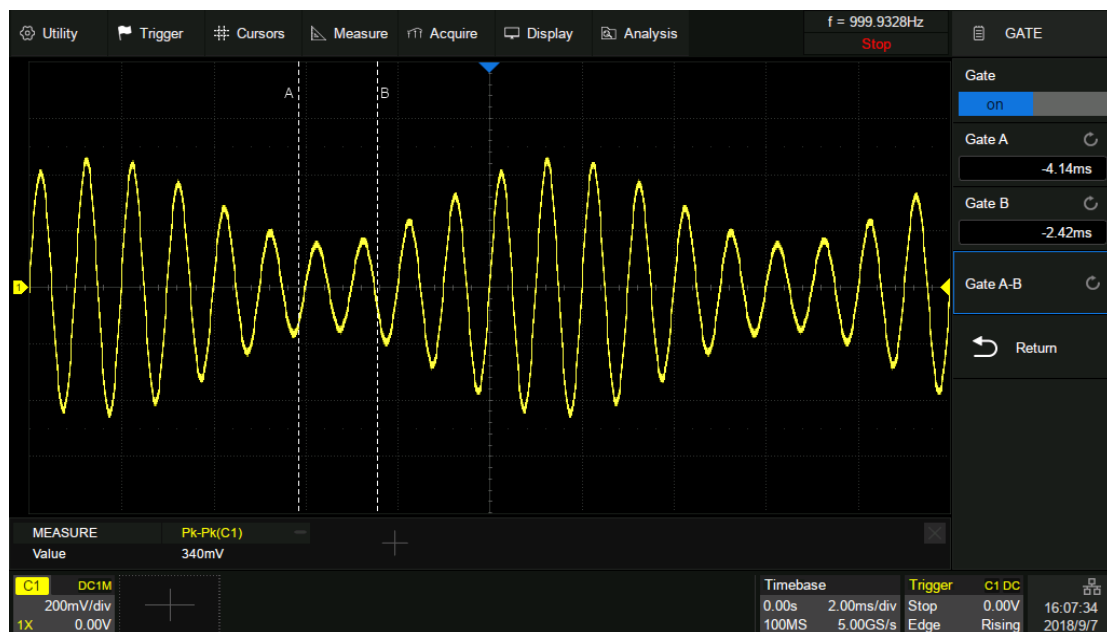 Utility Trigger Cursors Measure Acquire Display Analysis f = 999.9328Hz GATE
Stop
Gate
on
A B
Gate A
-4.14ms
Gate B
-2.42ms
Gate A-B
1
Return
MEASURE Pk-Pk(C1)
Value 340mV
C1 DC1M Timebase Trigger C1 DC
200mV/div 0.00s 2.00ms/div Stop 0.00V 16:07:34
1X 0.00V 100MS 5.00GS/s Edge Rising 2018/9/7